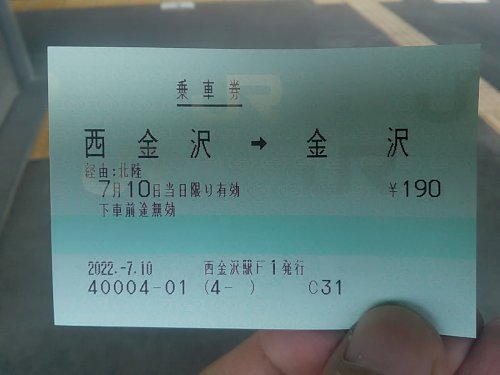 乗車券
西金沢 → 金沢
経由:北陸
7月10日当日限り有効 ¥190
下車前途無効
2022.-7.10 西金沢駅F1発行
40004-01 (4- ) C31